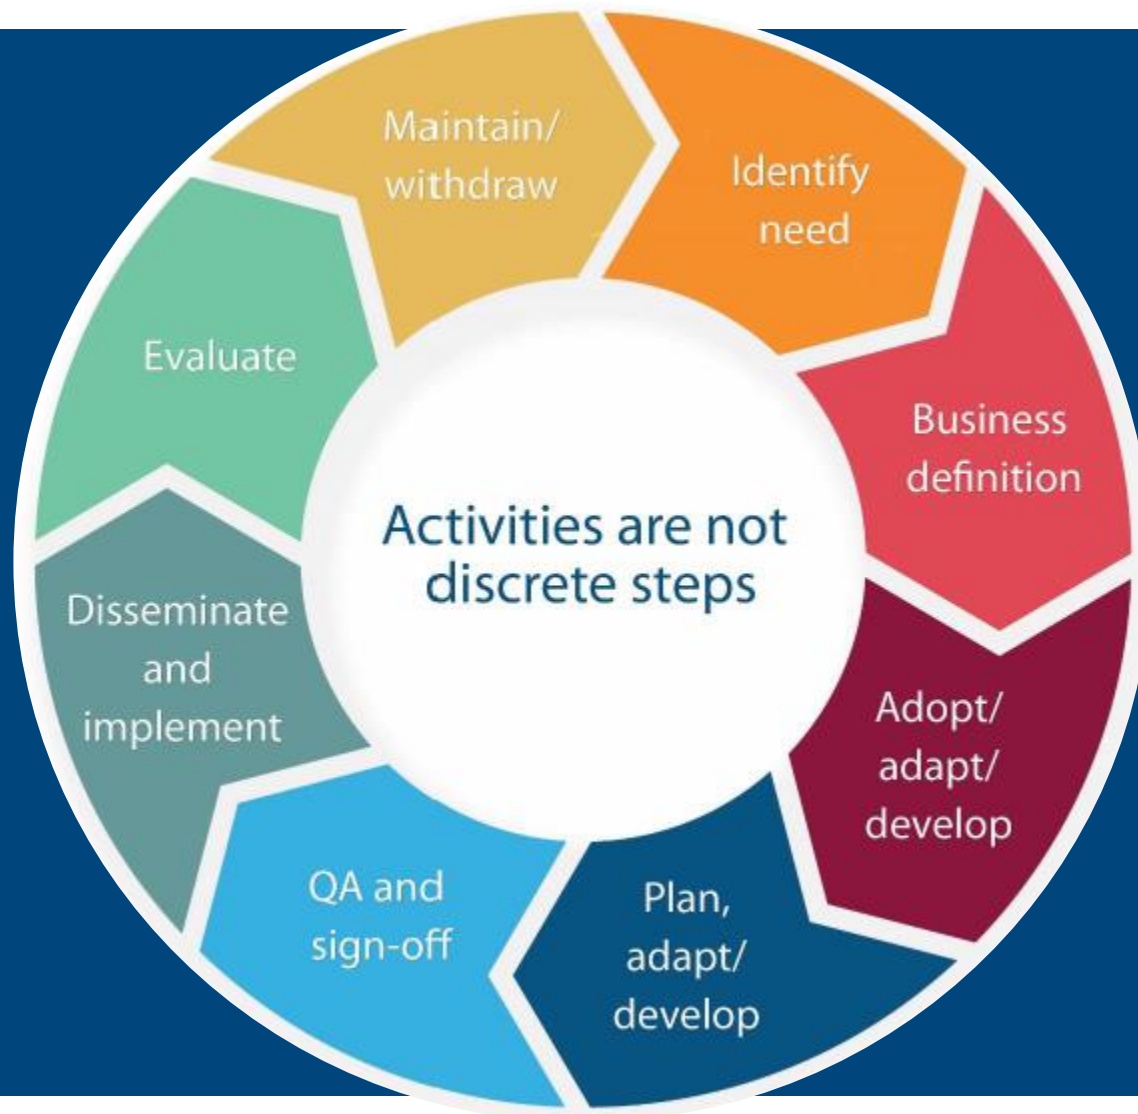 Maintain/
withdraw
Identify
need
Business
definition
Adopt/
adapt/
develop
Plan,
adapt/
develop
QA and
sign-off
Disseminate
and
implement
Evaluate
Activities are not
discrete steps